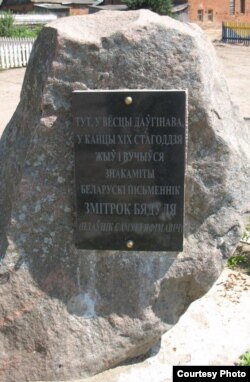 ТУТ, У ВЁСЦЫ ДАЎГІНАВА,
У КАНЦЫ XIX СТАГОДДЗЯ
ЖЫЎ І ВУЧЫЎСЯ
ЗНАКАМІТЫ
БЕЛАРУСКІ ПІСЬМЕННІК
ЗМІТРОК БЯДУЛЯ
Courtesy Photo